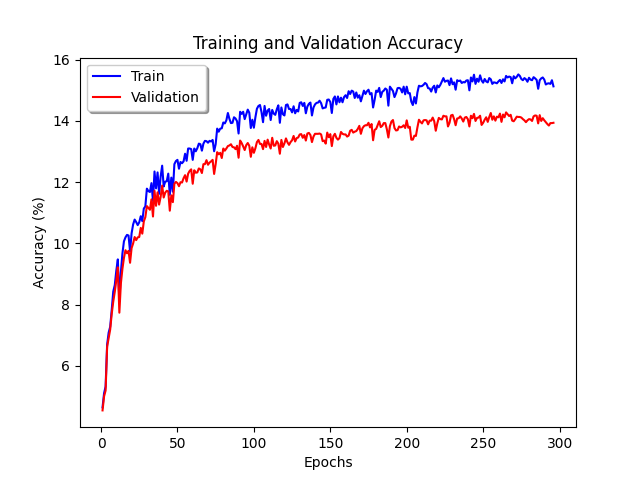 Training and Validation Accuracy
Train
Validation
Accuracy (%)
16
14
12
10
8
6
0 50 100 150 200 250 300
Epochs